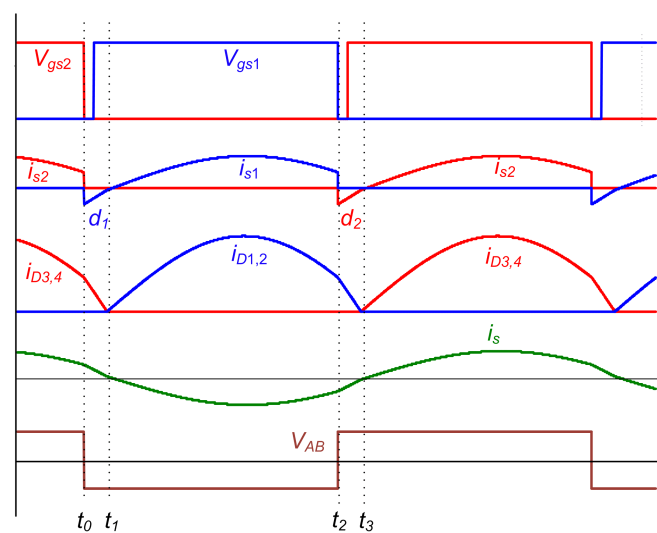 Vgs2 Vgs1
is2 is1 is2
d1 d2
iD3,4 iD1,2 iD3,4
is
VAB
t0 t1 t2 t3